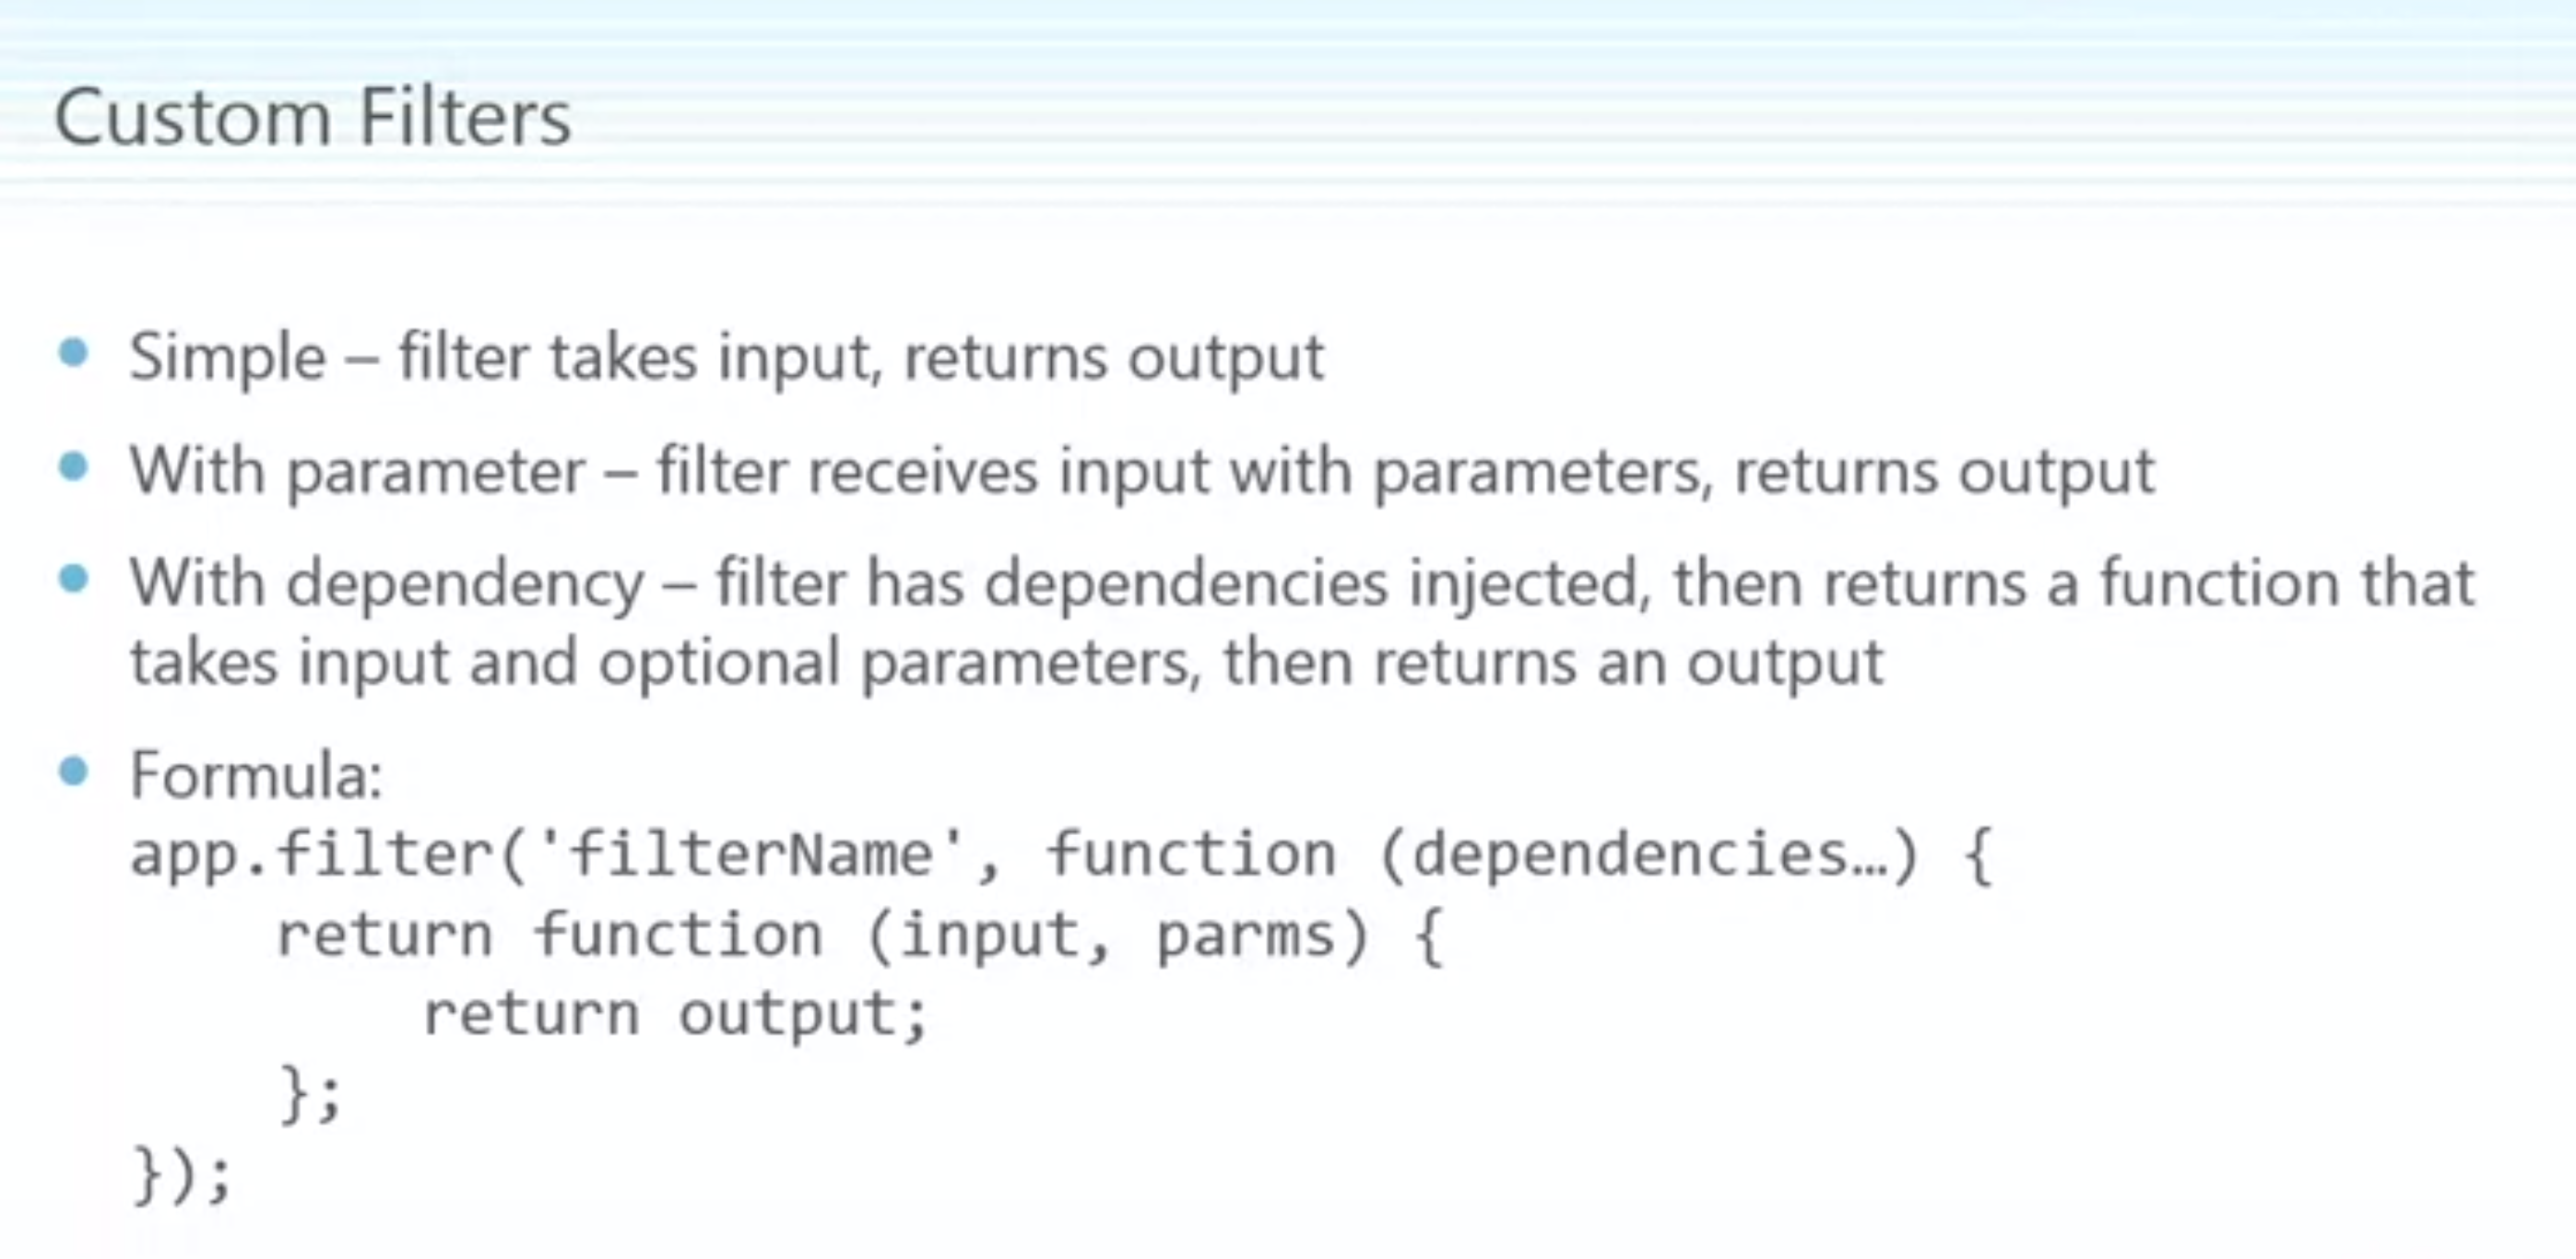 Custom Filters
• Simple – filter takes input, returns output
• With parameter – filter receives input with parameters, returns output
• With dependency – filter has dependencies injected, then returns a function that
takes input and optional parameters, then returns an output
• Formula:
app.filter('filterName', function (dependencies…) {
    return function (input, parms) {
        return output;
    };
});